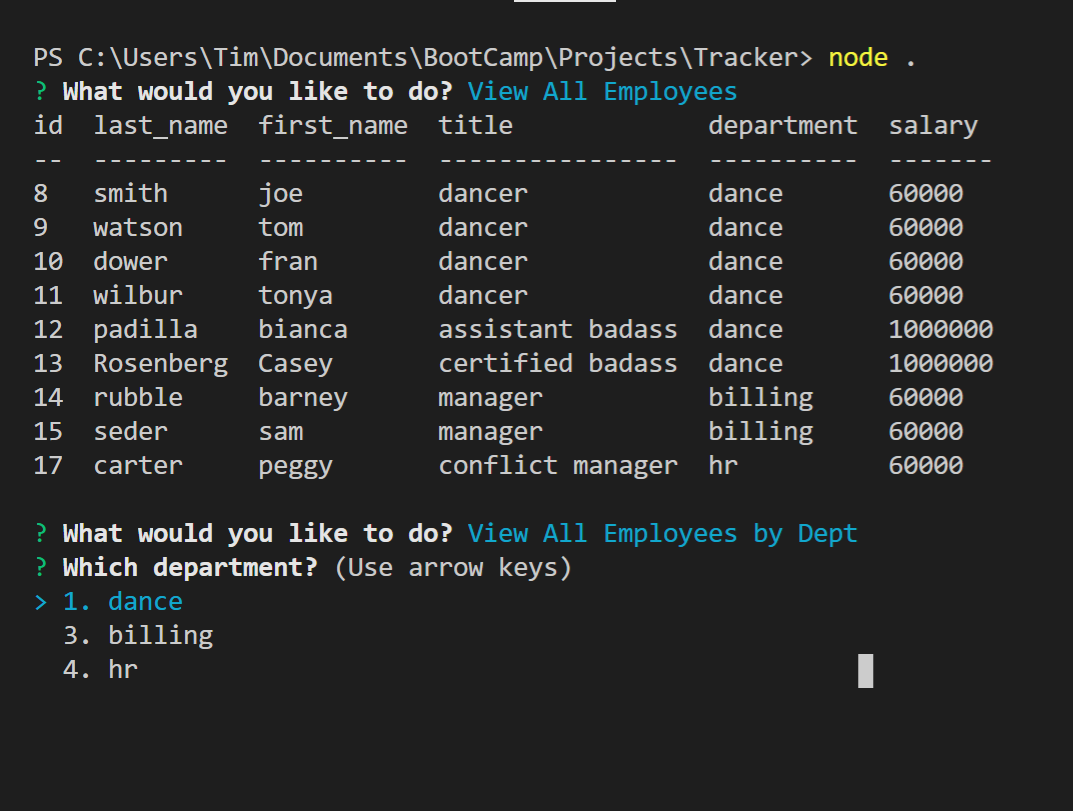 PS C:\Users\Tim\Documents\BootCamp\Projects\Tracker> node .
? What would you like to do? View All Employees
id  last_name  first_name  title             department  salary
--  ---------  ----------  ----------------  ----------  -------
8   smith      joe         dancer            dance       60000
9   watson     tom         dancer            dance       60000
10  dower      fran        dancer            dance       60000
11  wilbur     tonya       dancer            dance       60000
12  padilla    bianca      assistant badass  dance       1000000
13  Rosenberg  Casey       certified badass  dance       1000000
14  rubble     barney      manager           billing     60000
15  seder      sam         manager           billing     60000
17  carter     peggy       conflict manager  hr          60000
? What would you like to do? View All Employees by Dept
? Which department? (Use arrow keys)
> 1. dance
  3. billing
  4. hr